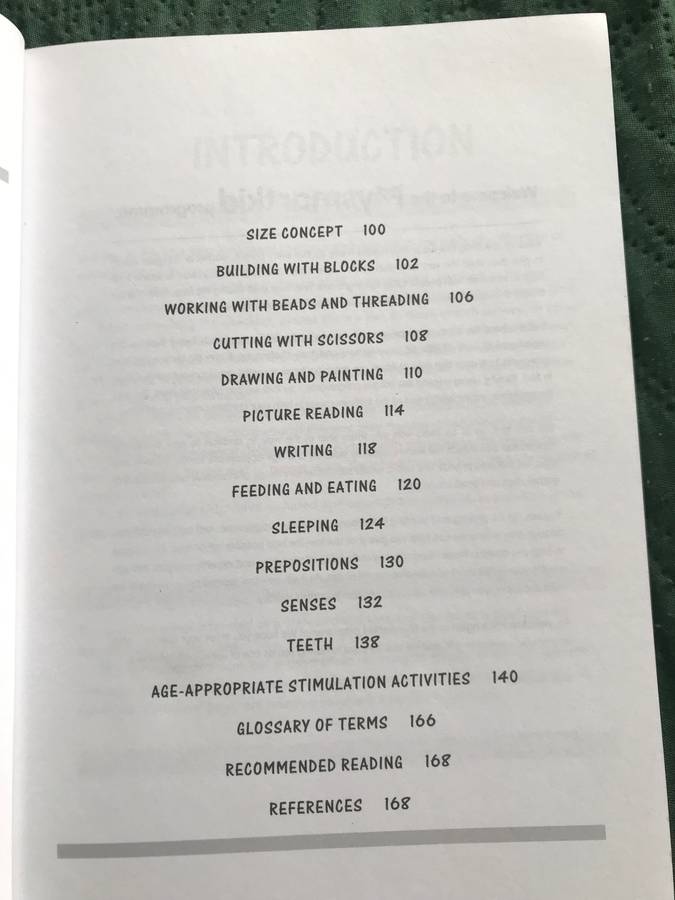 SIZE CONCEPT 100
BUILDING WITH BLOCKS 102
WORKING WITH BEADS AND THREADING 106
CUTTING WITH SCISSORS 108
DRAWING AND PAINTING 110
PICTURE READING 114
WRITING 118
FEEDING AND EATING 120
SLEEPING 124
PREPOSITIONS 130
SENSES 132
TEETH 138
AGE-APPROPRIATE STIMULATION ACTIVITIES 140
GLOSSARY OF TERMS 166
RECOMMENDED READING 168
REFERENCES 168